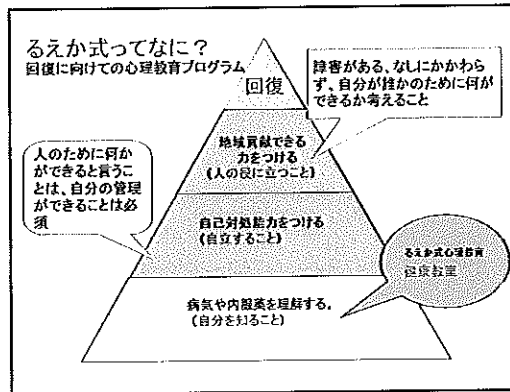 るえか式ってなに？
回復に向けての心理教育プログラム
回復
障害がある、なしにかかわら
ず、自分が誰かのために何が
できるか考えること
地域貢献できる
力をつける
(人の役に立つこと)
人のために何か
ができると言うこ
とは、自分の管理
ができることは必
須
自己対処能力をつける
(自立すること)
るえか式心理教育
健康教室
病気や内服薬を理解する。
(自分を知ること)